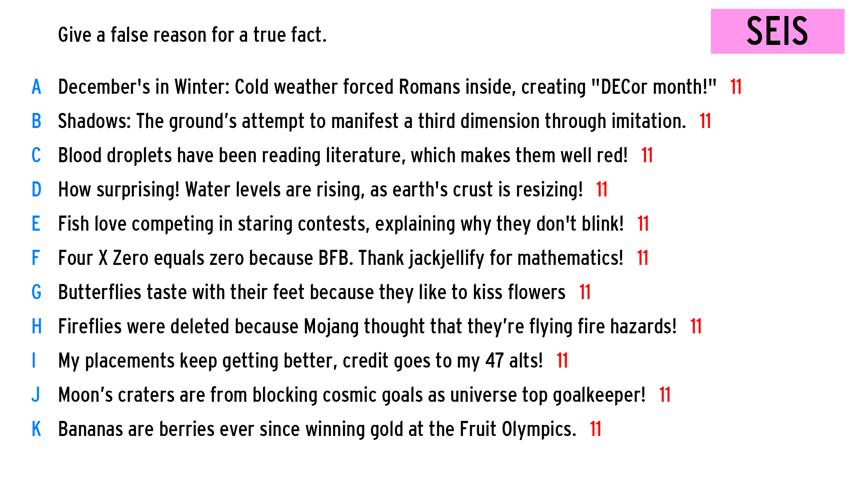 Give a false reason for a true fact.
SEIS
A December's in Winter: Cold weather forced Romans inside, creating "DECor month!" 11
B Shadows: The ground’s attempt to manifest a third dimension through imitation. 11
C Blood droplets have been reading literature, which makes them well red! 11
D How surprising! Water levels are rising, as earth's crust is resizing! 11
E Fish love competing in staring contests, explaining why they don't blink! 11
F Four X Zero equals zero because BFB. Thank jackjellify for mathematics! 11
G Butterflies taste with their feet because they like to kiss flowers 11
H Fireflies were deleted because Mojang thought that they’re flying fire hazards! 11
I My placements keep getting better, credit goes to my 47 alts! 11
J Moon’s craters are from blocking cosmic goals as universe top goalkeeper! 11
K Bananas are berries ever since winning gold at the Fruit Olympics. 11